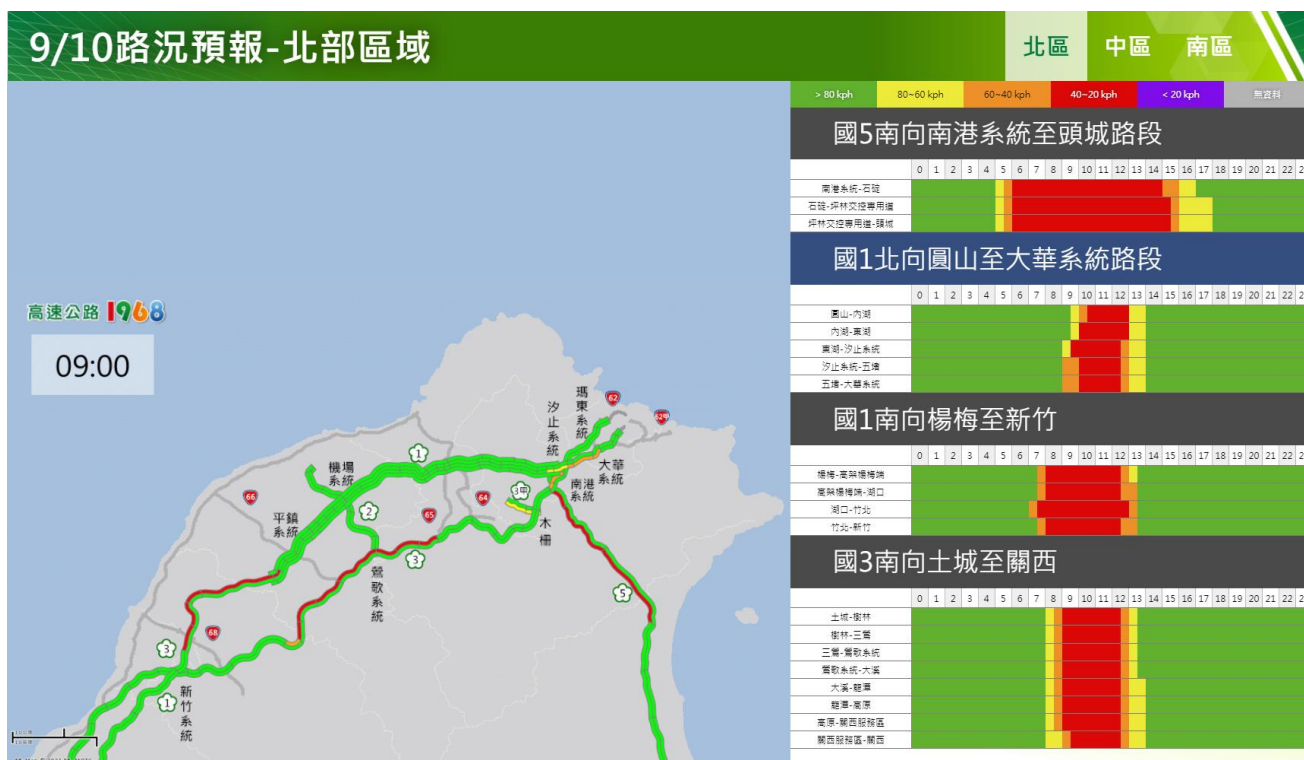 9/10路況預報-北部區域
北區 中區 南區
> 80 kph 80~60 kph 60~40 kph 40~20 kph < 20 kph 無資料
國5南向南港系統至頭城路段
0 1 2 3 4 5 6 7 8 9 10 11 12 13 14 15 16 17 18 19 20 21 22
南港系統-石碇
石碇-坪林交控專用道
坪林交控專用道-頭城
國1北向圓山至大華系統路段
0 1 2 3 4 5 6 7 8 9 10 11 12 13 14 15 16 17 18 19 20 21 22
圓山-內湖
內湖-東湖
東湖-汐止系統
汐止系統-五堵
五堵-大華系統
國1南向楊梅至新竹
0 1 2 3 4 5 6 7 8 9 10 11 12 13 14 15 16 17 18 19 20 21 22
楊梅-高架楊梅端
高架楊梅端-湖口
湖口-竹北
竹北-新竹
國3南向土城至關西
0 1 2 3 4 5 6 7 8 9 10 11 12 13 14 15 16 17 18 19 20 21 22
土城-樹林
樹林-三鶯
三鶯-鶯歌系統
鶯歌系統-大溪
大溪-龍潭
龍潭-高原
高原-關西服務區
關西服務區-關西
高速公路 1968
09:00
瑪東系統
62
汐止系統
62甲
1
大華系統
機場系統
南港系統
3甲
64
66
2
65
平鎮系統
木柵
3
鶯歌系統
5
68
3
1
新竹系統